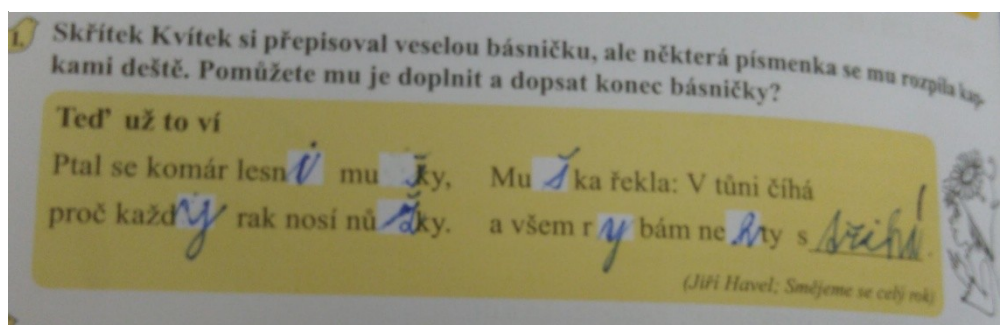 1. Skřítek Kvítek si přepisoval veselou básničku, ale některá písmenka se mu rozpila kap-
kami deště. Pomůžete mu je doplnit a dopsat konec básničky?
Teď už to ví
Ptal se komár lesní mušky,
proč každý rak nosí nůžky.
Muška řekla: V tůni číhá
a všem rybám nehty stříhá.
(Jiří Havel: Smějeme se celý rok)